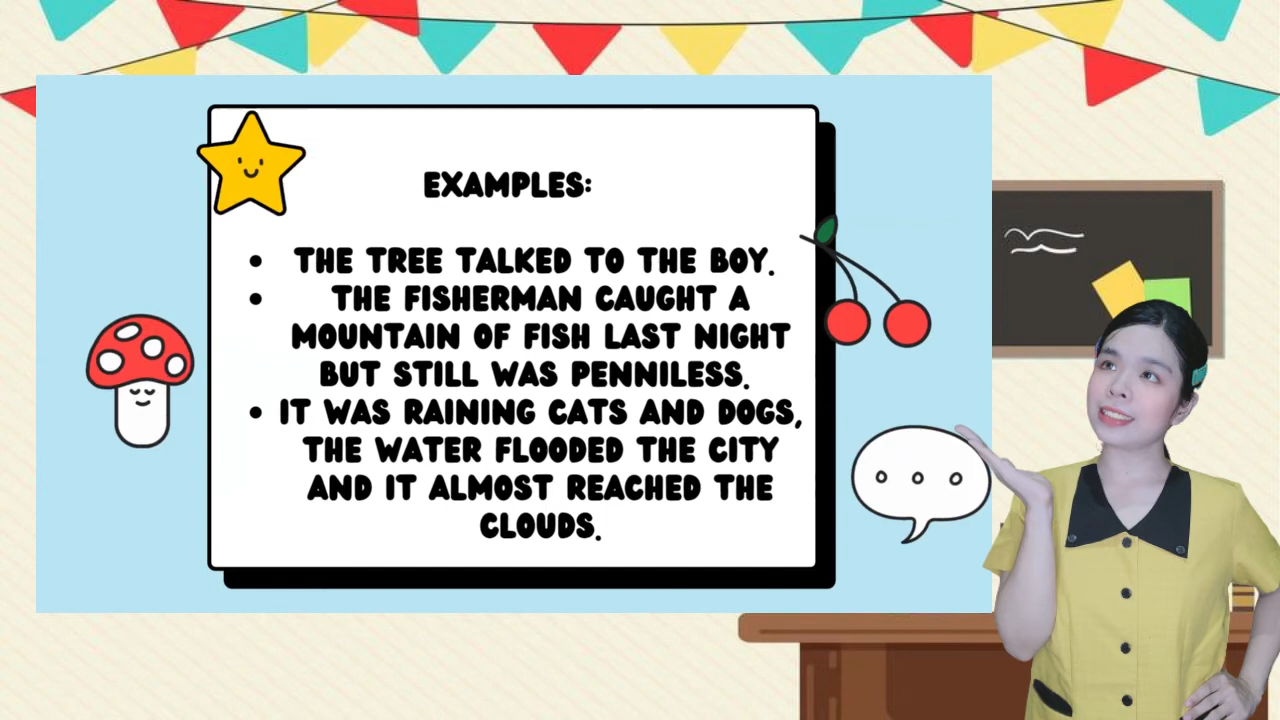 EXAMPLES:
• THE TREE TALKED TO THE BOY.
• THE FISHERMAN CAUGHT A
MOUNTAIN OF FISH LAST NIGHT
BUT STILL WAS PENNILESS.
• IT WAS RAINING CATS AND DOGS,
THE WATER FLOODED THE CITY
AND IT ALMOST REACHED THE
CLOUDS.